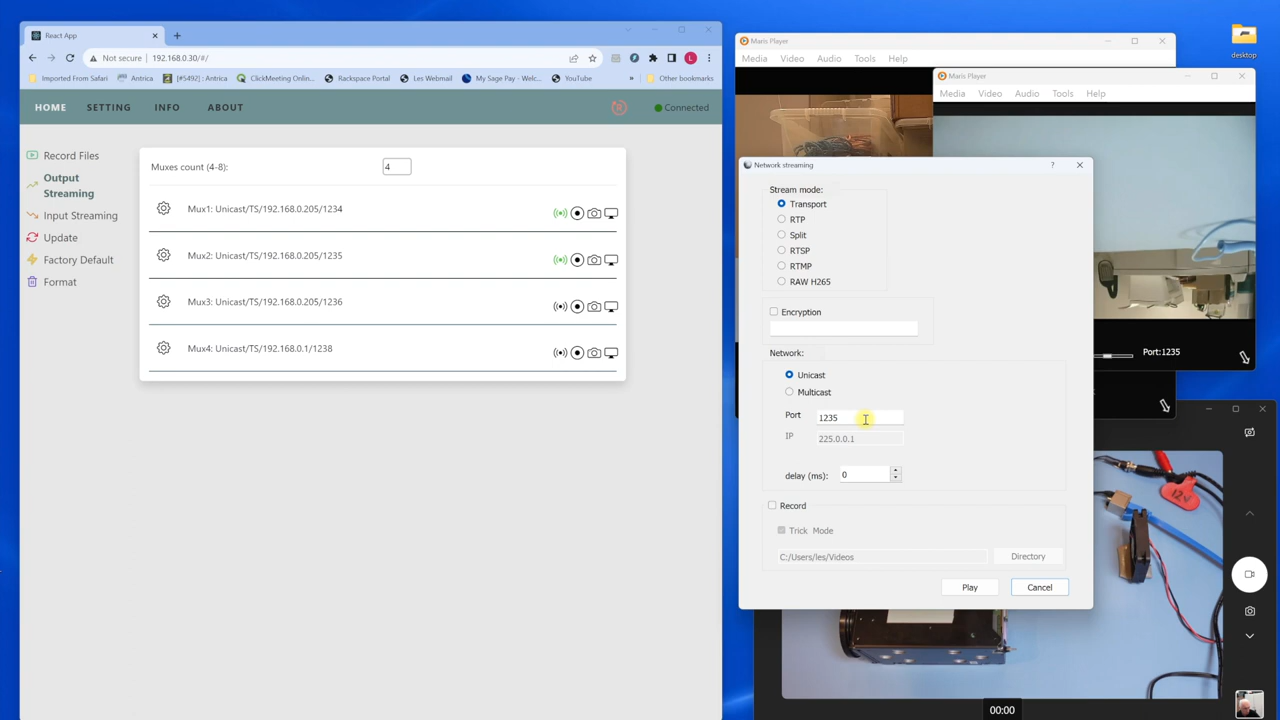 React App
Not secure 192.168.0.30/#/
Imported From Safari Antrica [#5492] : Antrica ClickMeeting Onlin... Rackspace Portal Les Webmail My Sage Pay - Welc... YouTube » Other bookmarks
HOME SETTING INFO ABOUT Connected
Record Files
Output
Streaming
Input Streaming
Update
Factory Default
Format
Muxes count (4-8): 4
Mux1: Unicast/TS/192.168.0.205/1234
Mux2: Unicast/TS/192.168.0.205/1235
Mux3: Unicast/TS/192.168.0.205/1236
Mux4: Unicast/TS/192.168.0.1/1238
Maris Player
Media Video Audio Tools Help
Maris Player
Media Video Audio Tools Help
Port:1235
desktop
Network streaming
Stream mode:
Transport
RTP
Split
RTSP
RTMP
RAW H265
Encryption
Network:
Unicast
Multicast
Port 1235
IP 225.0.0.1
delay (ms): 0
Record
Trick Mode
C:/Users/les/Videos Directory
Play Cancel
12V
00:00